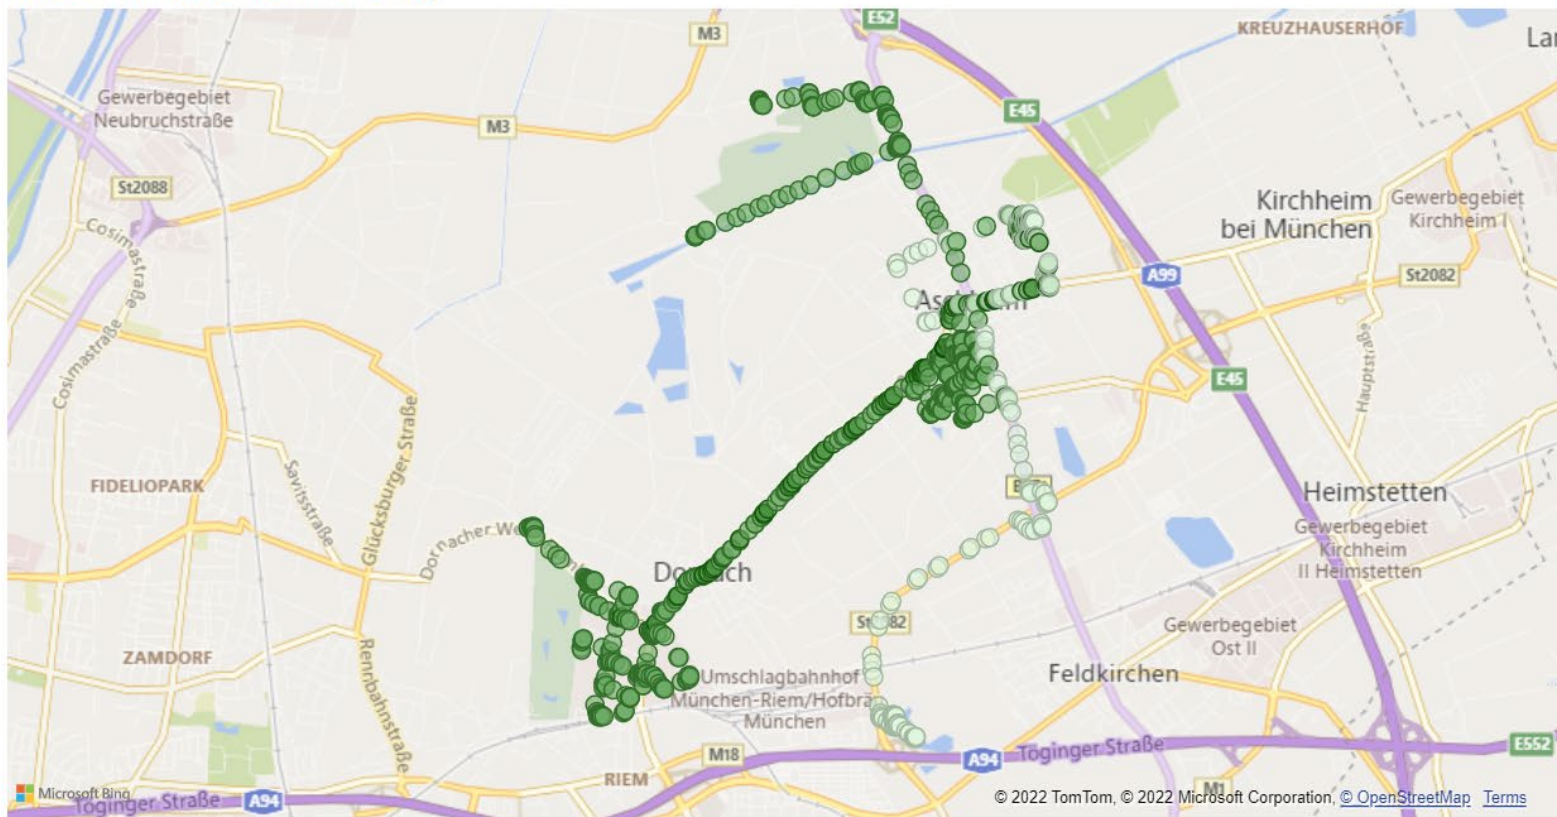 E52
M3
KREUZHAUSERHOF
Gewerbegebiet
Neubruchstraße
E45
M3
St2088
Kirchheim
bei München
Gewerbegebiet
Kirchheim I
Cosimastraße
A99
St2082
Aschheim
Cosimastraße
Hauptstraße
E45
Glücksburger Straße
Savitsstraße
FIDELIOPARK
Heimstetten
Gewerbegebiet
Kirchheim
II Heimstetten
Dornach
St2082
Gewerbegebiet
Ost II
ZAMDORF
Rennbahnstraße
Feldkirchen
Umschlagbahnhof
München-Riem/Hofbrä
München
M18
A94
Töginger Straße
E552
RIEM
M1
Microsoft Bing
Töginger Straße
A94
© 2022 TomTom, © 2022 Microsoft Corporation, © OpenStreetMap Terms